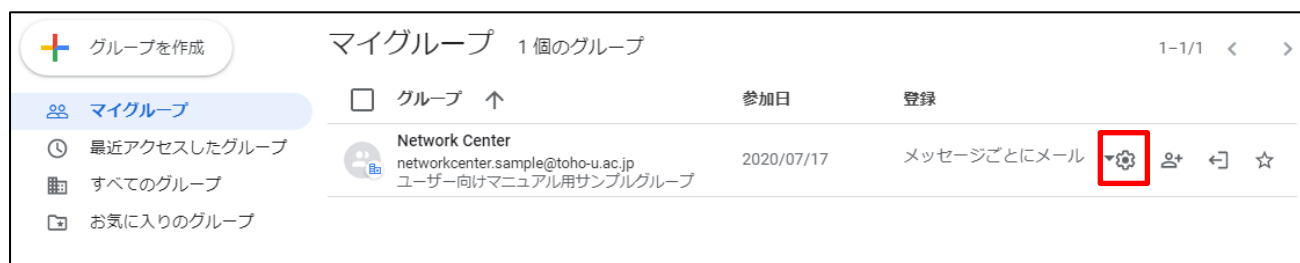 グループを作成
マイグループ
最近アクセスしたグループ
すべてのグループ
お気に入りのグループ
マイグループ 1 個のグループ
1–1/1
グループ 参加日 登録
Network Center
networkcenter.sample@toho-u.ac.jp
ユーザー向けマニュアル用サンプルグループ
2020/07/17
メッセージごとにメール